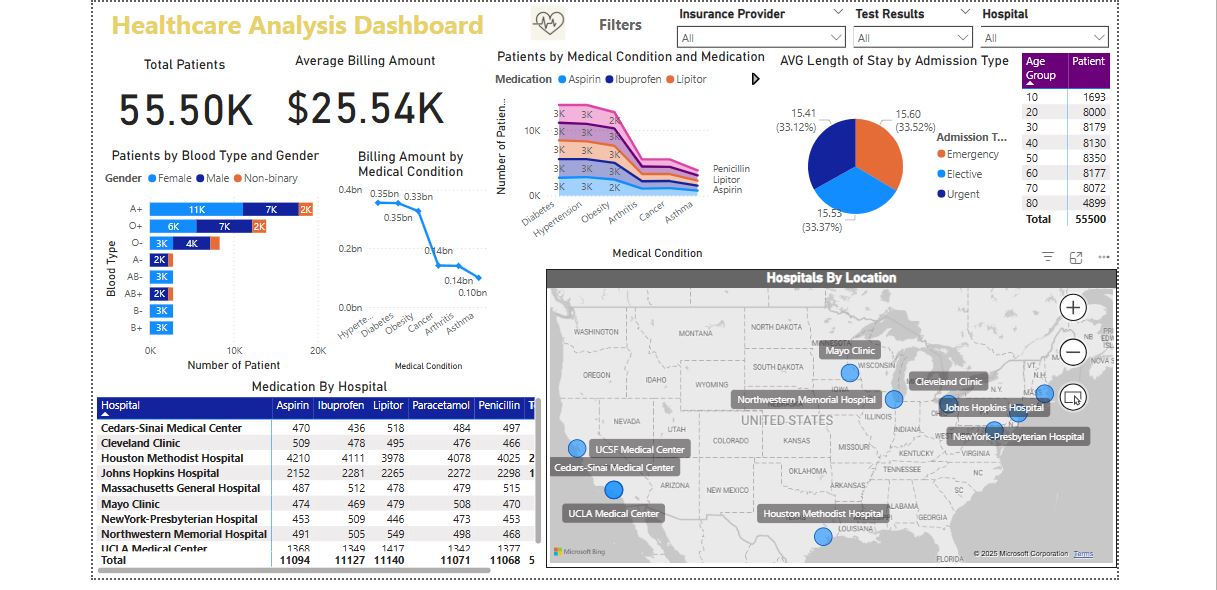 Healthcare Analysis Dashboard
Filters
Insurance Provider
All
Test Results
All
Hospital
All
Total Patients
55.50K
Average Billing Amount
$25.54K
Patients by Medical Condition and Medication
Medication Aspirin Ibuprofen Lipitor
Number of Patien...
10K
0K
3K 3K 2K
3K 3K 3K
3K 3K 3K
3K 3K 3K
3K 3K 2K
Penicillin
Lipitor
Aspirin
Diabetes Hypertension Obesity Arthritis Cancer Asthma
Medical Condition
AVG Length of Stay by Admission Type
15.41
(33.12%)
15.60
(33.52%)
15.53
(33.37%)
Admission T...
Emergency
Elective
Urgent
Age Group Patient
10 1693
20 8000
30 8179
40 8130
50 8350
60 8177
70 8072
80 4899
Total 55500
Patients by Blood Type and Gender
Gender Female Male Non-binary
Blood Type
A+ 11K 7K 2K
O+ 6K 7K 2K
O- 3K 4K
A- 2K
AB- 3K
AB+ 2K
B- 3K
B+ 3K
0K 10K 20K
Number of Patient
Billing Amount by
Medical Condition
0.4bn
0.2bn
0.0bn
0.35bn
0.35bn
0.33bn
0.14bn
0.14bn
0.10bn
Hyperte... Diabetes Obesity Cancer Arthritis Asthma
Medical Condition
Medication By Hospital
Hospital Aspirin Ibuprofen Lipitor Paracetamol Penicillin T
Cedars-Sinai Medical Center 470 436 518 484 497
Cleveland Clinic 509 478 495 476 466
Houston Methodist Hospital 4210 4111 3978 4078 4025 2
Johns Hopkins Hospital 2152 2281 2265 2272 2298 1
Massachusetts General Hospital 487 512 478 479 515
Mayo Clinic 474 469 479 508 470
NewYork-Presbyterian Hospital 453 509 446 473 453
Northwestern Memorial Hospital 491 505 549 498 468
UCLA Medical Center 1368 1349 1417 1342 1377
Total 11094 11127 11140 11071 11068 5
Hospitals By Location
WASHINGTON
MONTANA
NORTH DAKOTA
MINNESOTA
NB
Mayo Clinic
OREGON
IDAHO
WYOMING
SOUTH DAKOTA
WISCONSIN
VT.
N.H.
NOVA S
Cleveland Clinic
N.Y.
MASS
Northwestern Memorial Hospital
IOWA
Johns Hopkins Hospital
NEVADA
UTAH
UNITED STATES
ILLINOIS
INDIANA
NewYork-Presbyterian Hospital
UCSF Medical Center
COLORADO
KANSAS
MISSOURI
KENTUCKY
VIRGINIA
Cedars-Sinai Medical Center
OKLAHOMA
TENNESSEE
NC
ARIZONA
NEW MEXICO
ARKANSAS
SC
UCLA Medical Center
Houston Methodist Hospital
ALABAMA
GEORGIA
LOUISIANA
FLORIDA
Microsoft Bing
© 2025 Microsoft Corporation Terms